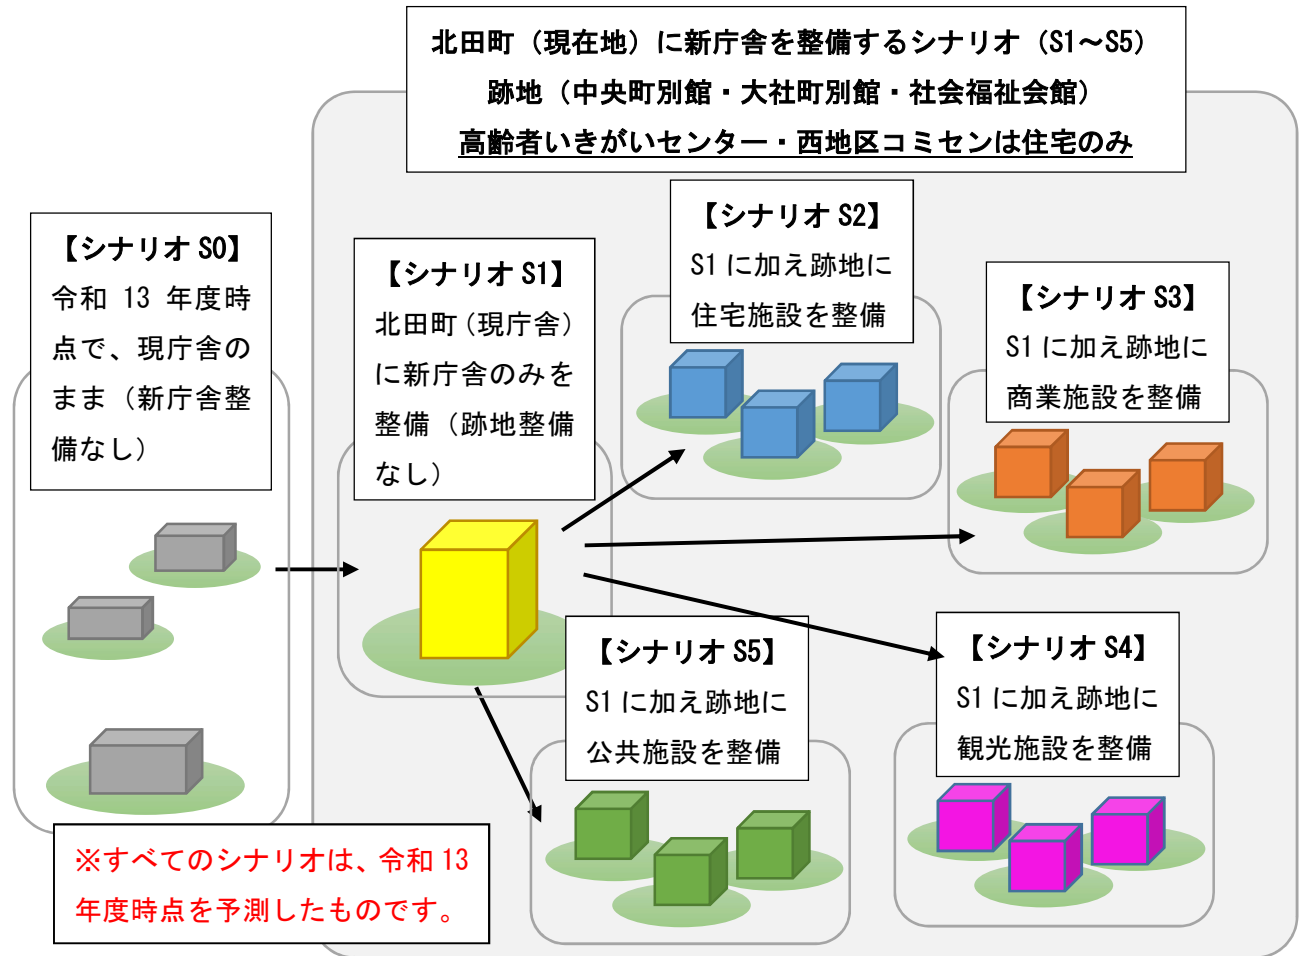 北田町（現在地）に新庁舎を整備するシナリオ（S1～S5）
跡地（中央町別館・大社町別館・社会福祉会館）
高齢者いきがいセンター・西地区コミセンは住宅のみ
【シナリオ S0】
令和 13 年度時
点で、現庁舎の
まま（新庁舎整
備なし）
【シナリオ S1】
北田町（現庁舎）
に新庁舎のみを
整備（跡地整備
なし）
【シナリオ S2】
S1 に加え跡地に
住宅施設を整備
【シナリオ S3】
S1 に加え跡地に
商業施設を整備
【シナリオ S5】
S1 に加え跡地に
公共施設を整備
【シナリオ S4】
S1 に加え跡地に
観光施設を整備
※すべてのシナリオは、令和 13
年度時点を予測したものです。